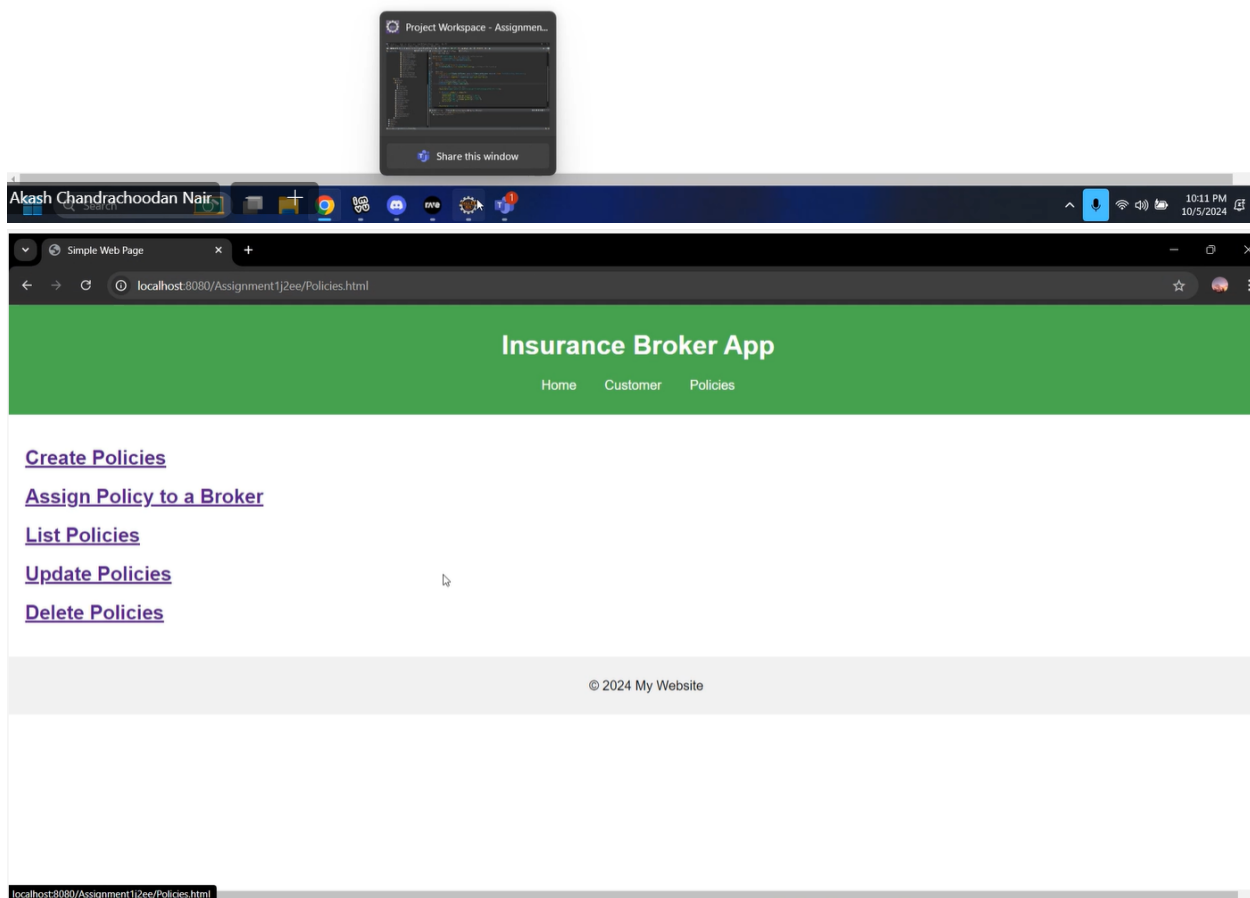 Project Workspace - Assignmen...
Share this window
Akash Chandrachoodan Nair
Search
1
10:11 PM
10/5/2024
Simple Web Page
localhost:8080/Assignment1j2ee/Policies.html
Insurance Broker App
Home Customer Policies
Create Policies
Assign Policy to a Broker
List Policies
Update Policies
Delete Policies
© 2024 My Website
localhost:8080/Assignment1j2ee/Policies.html